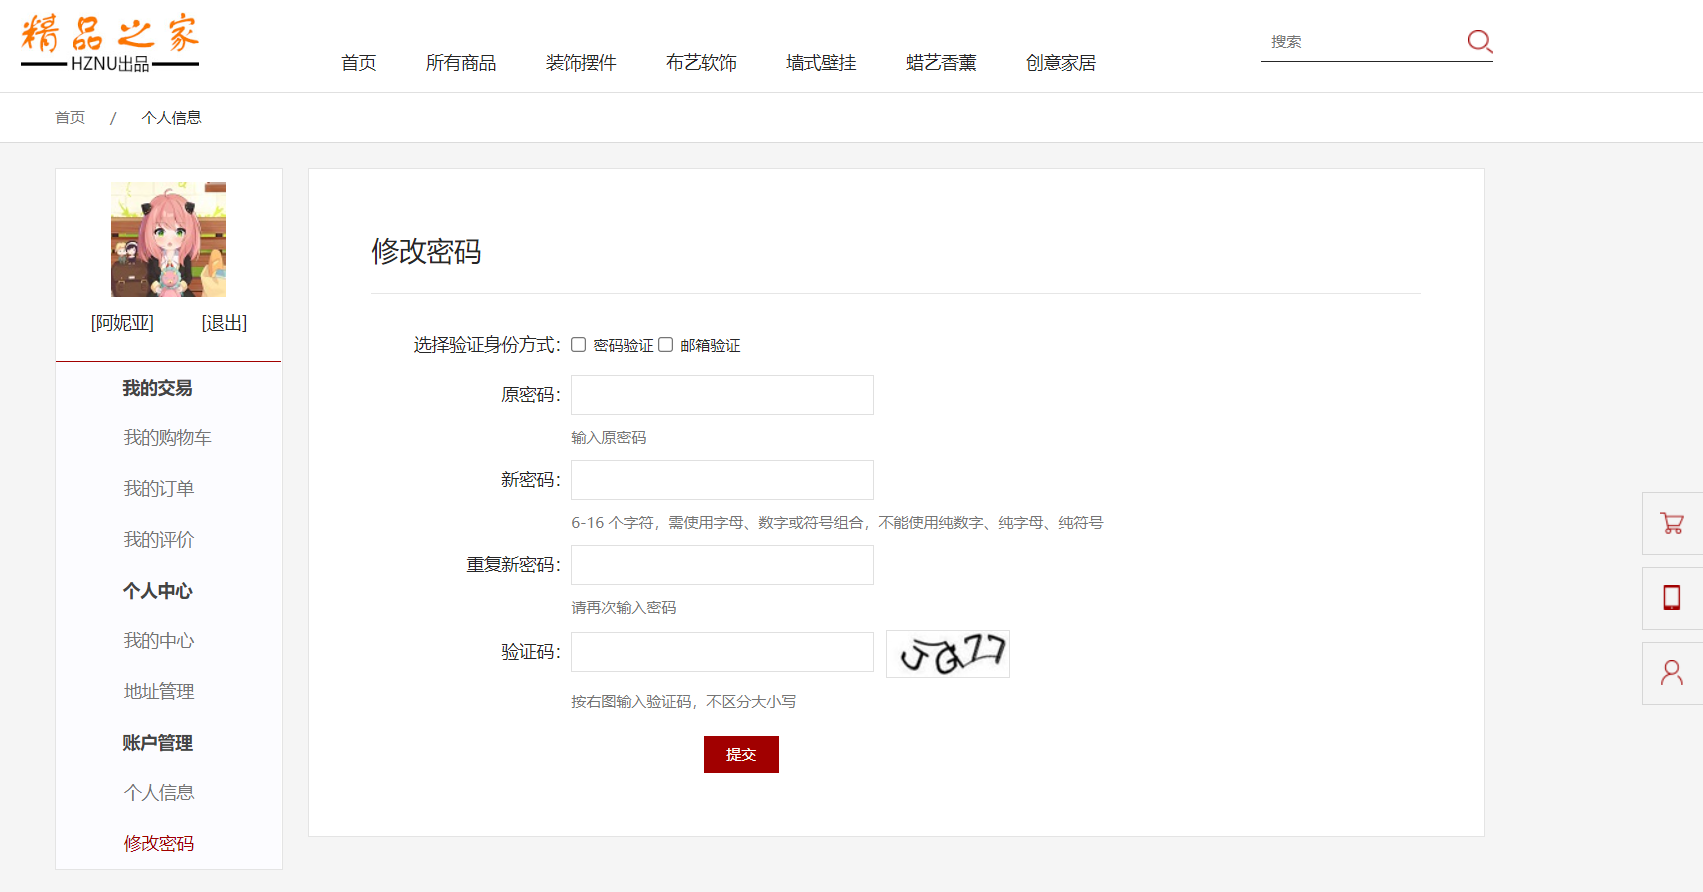 精品之家
HZNU出品
首页 所有商品 装饰摆件 布艺软饰 墙式壁挂 蜡艺香薰 创意家居
搜索
首页 / 个人信息
[阿妮亚] [退出]
我的交易
我的购物车
我的订单
我的评价
个人中心
我的中心
地址管理
账户管理
个人信息
修改密码
修改密码
选择验证身份方式： 密码验证 邮箱验证
原密码：
输入原密码
新密码：
6-16 个字符，需使用字母、数字或符号组合，不能使用纯数字、纯字母、纯符号
重复新密码：
请再次输入密码
验证码：
按右图输入验证码，不区分大小写
提交